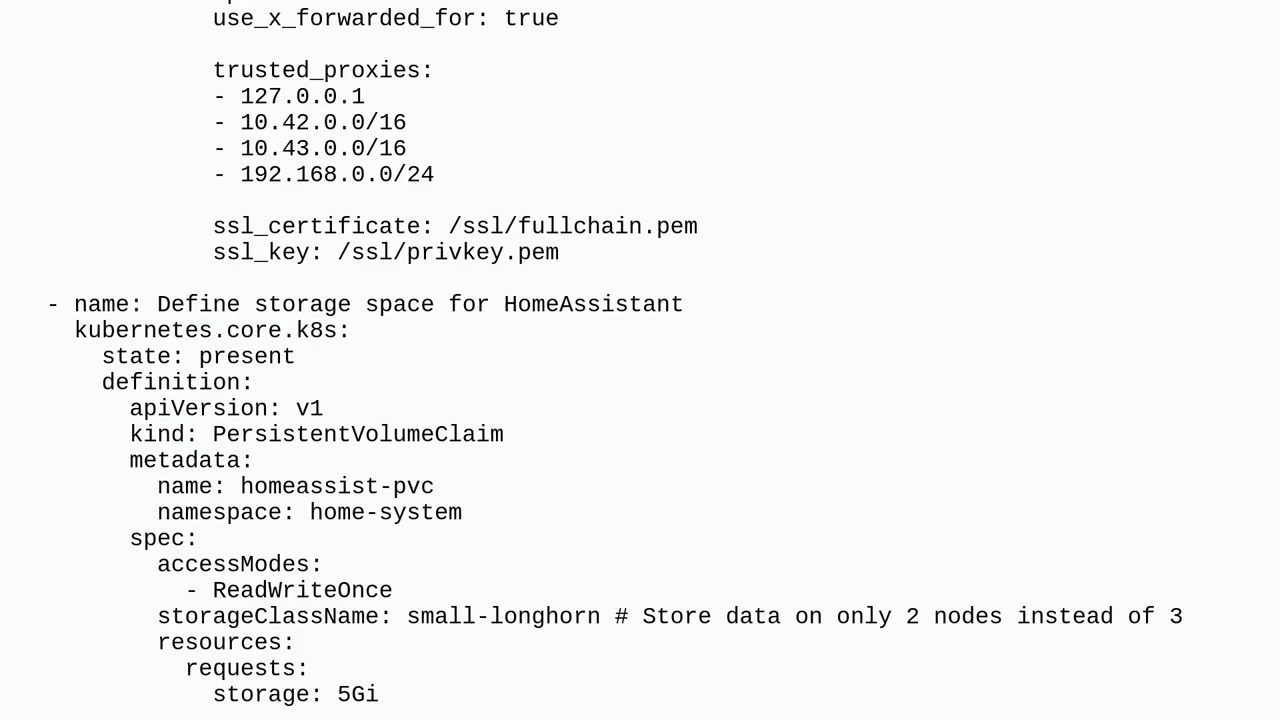 use_x_forwarded_for: true
trusted_proxies:
- 127.0.0.1
- 10.42.0.0/16
- 10.43.0.0/16
- 192.168.0.0/24
ssl_certificate: /ssl/fullchain.pem
ssl_key: /ssl/privkey.pem
- name: Define storage space for HomeAssistant
kubernetes.core.k8s:
state: present
definition:
apiVersion: v1
kind: PersistentVolumeClaim
metadata:
name: homeassist-pvc
namespace: home-system
spec:
accessModes:
- ReadWriteOnce
storageClassName: small-longhorn # Store data on only 2 nodes instead of 3
resources:
requests:
storage: 5Gi